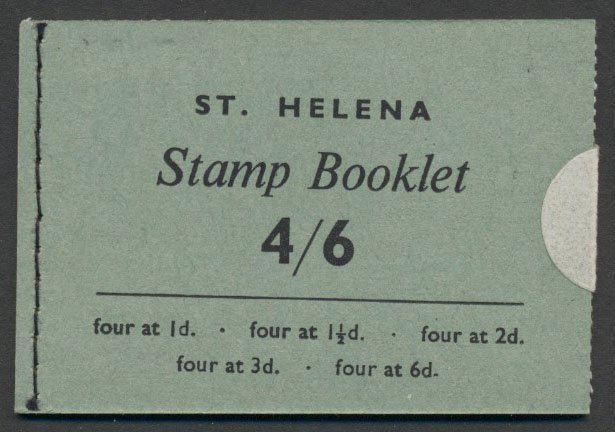 ST. HELENA
Stamp Booklet
4/6
four at 1d. · four at 1½d. · four at 2d.
four at 3d. · four at 6d.